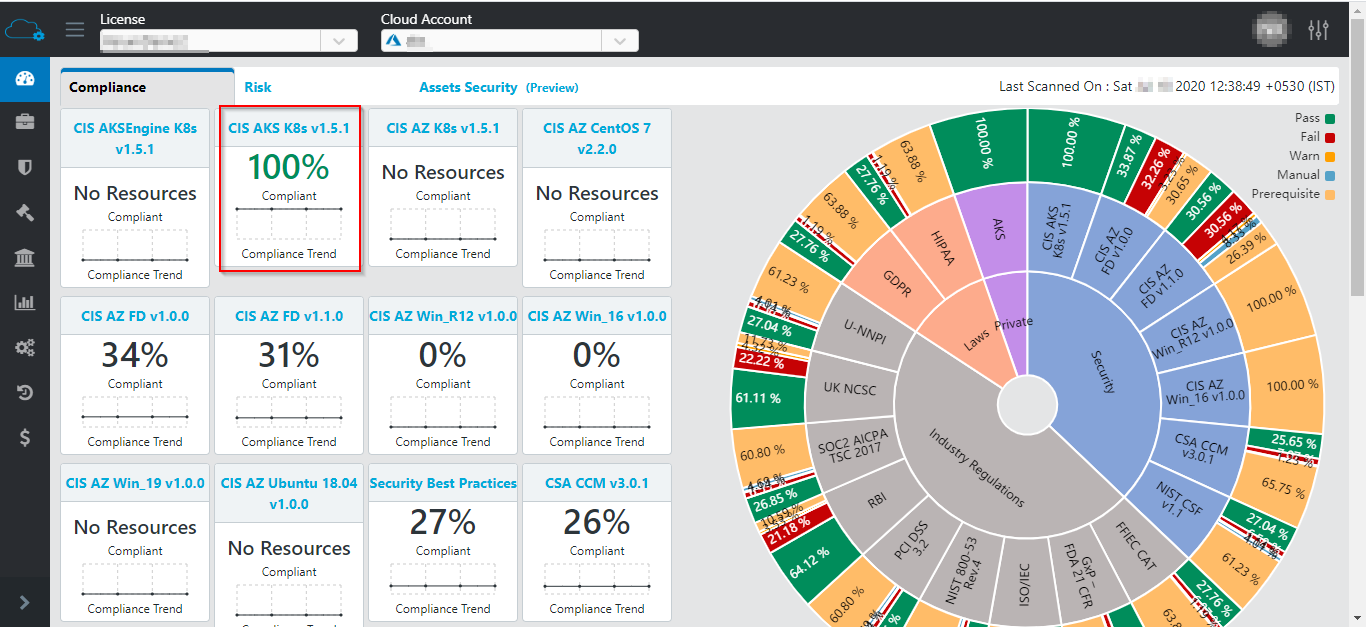 License
Cloud Account
Compliance
Risk
Assets Security (Preview)
Last Scanned On : Sat 2020 12:38:49 +0530 (IST)
CIS AKSEngine K8s
v1.5.1
No Resources
Compliant
Compliance Trend
CIS AKS K8s v1.5.1
100%
Compliant
Compliance Trend
CIS AZ K8s v1.5.1
No Resources
Compliant
Compliance Trend
CIS AZ CentOS 7
v2.2.0
No Resources
Compliant
Compliance Trend
CIS AZ FD v1.0.0
34%
Compliant
Compliance Trend
CIS AZ FD v1.1.0
31%
Compliant
Compliance Trend
CIS AZ Win_R12 v1.0.0
0%
Compliant
Compliance Trend
CIS AZ Win_16 v1.0.0
0%
Compliant
Compliance Trend
CIS AZ Win_19 v1.0.0
No Resources
Compliant
Compliance Trend
CIS AZ Ubuntu 18.04
v1.0.0
No Resources
Compliant
Compliance Trend
Security Best Practices
27%
Compliant
Compliance Trend
CSA CCM v3.0.1
26%
Compliant
Compliance Trend
Pass
Fail
Warn
Manual
Prerequisite
Security
Industry Regulations
Laws
Private
CIS AKS
K8s v1.5.1
CIS AZ
FD v1.0.0
CIS AZ
FD v1.1.0
CIS AZ
Win_R12 v1.0.0
CIS AZ
Win_16 v1.0.0
CSA CCM
v3.0.1
NIST CSF
v1.1
FFIEC CAT
GxP –
FDA 21 CFR
ISO/IEC
NIST 800-53
Rev.4
PCI DSS
3.2
RBI
SOC2 AICPA
TSC 2017
UK NCSC
U-NNPI
GDPR
HIPAA
AKS
100.00 %
33.87 %
32.26 %
30.65 %
30.56 %
30.56 %
26.39 %
100.00 %
100.00 %
25.65 %
1.23 %
65.75 %
27.04 %
61.23 %
27.76 %
60.80 %
64.12 %
21.18 %
26.85 %
60.80 %
61.11 %
22.22 %
27.04 %
61.23 %
27.76 %
1.19 %
63.88 %
27.76 %
1.19 %
63.88 %
100.00 %